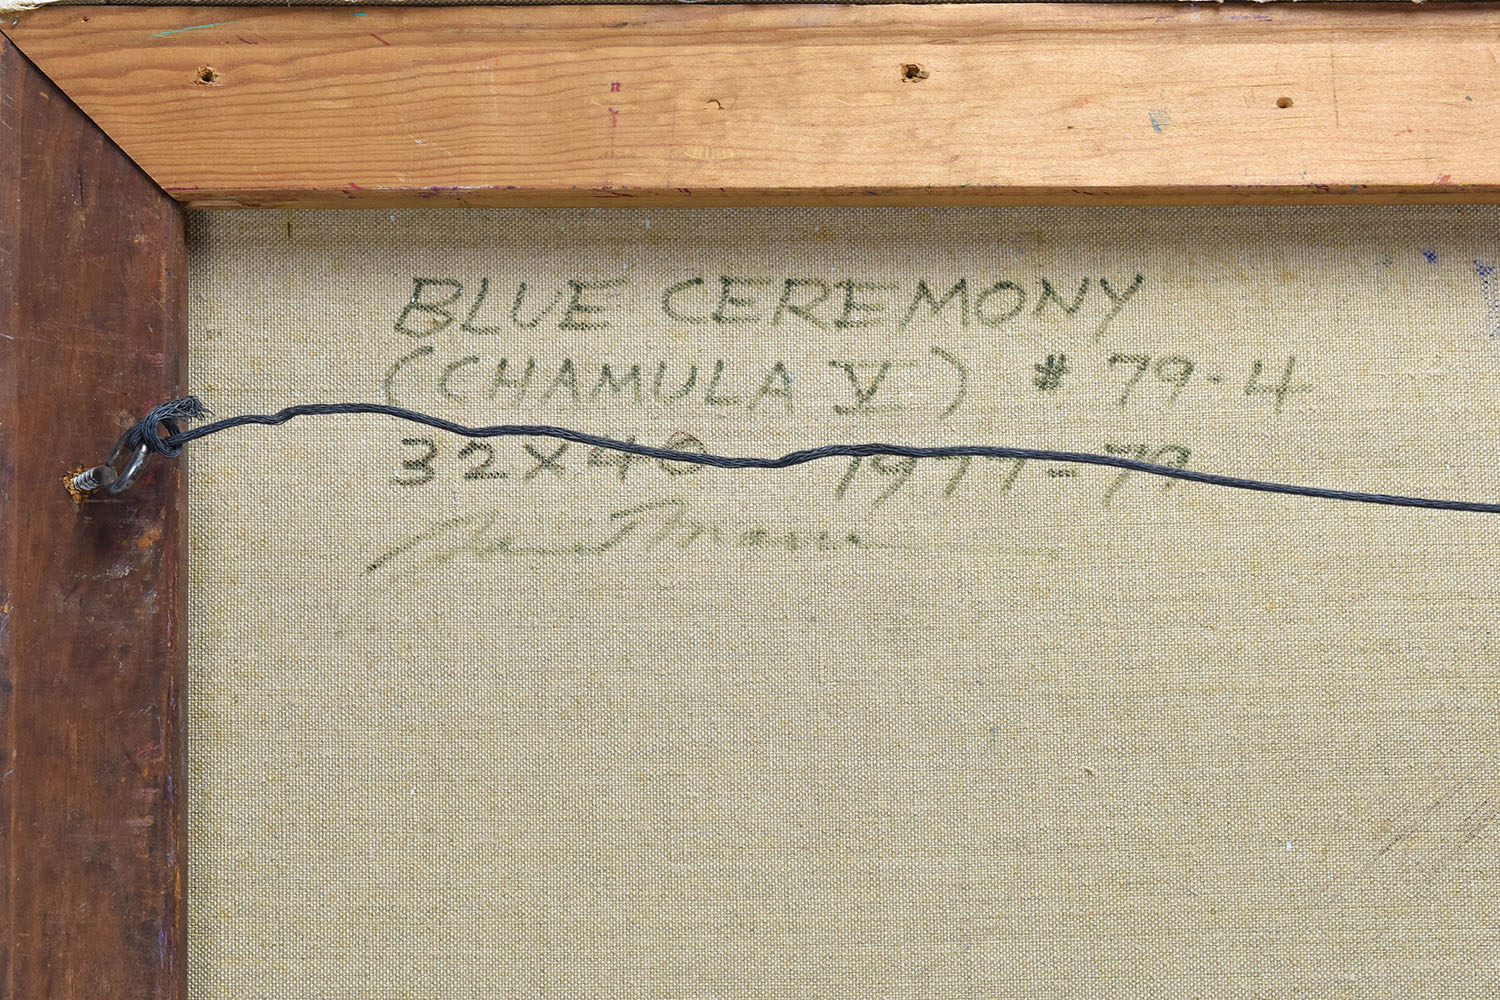 BLUE CEREMONY
(CHAMULA V) # 79-4
32X40 1977-79